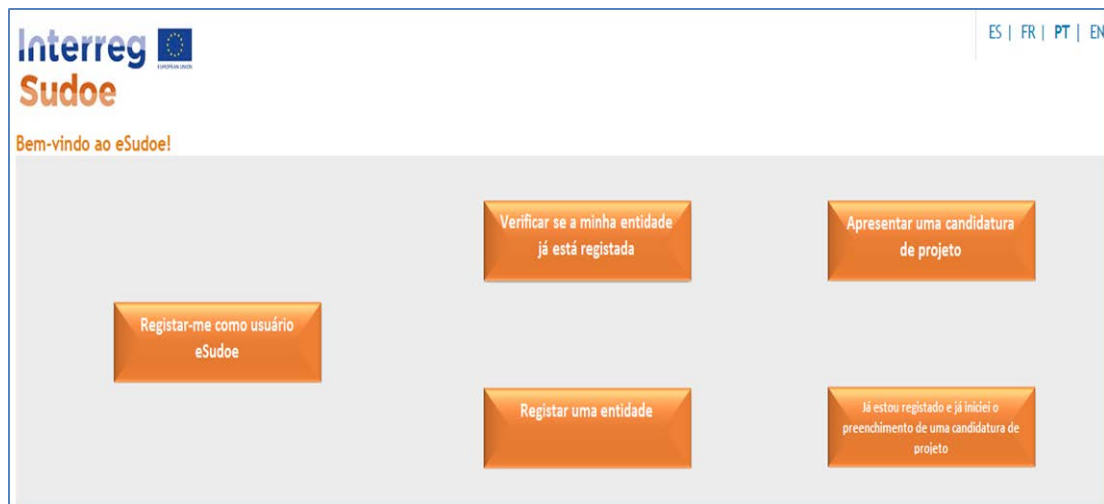 Interreg
EUROPEAN UNION
Sudoe
ES | FR | PT | EN
Bem-vindo ao eSudoe!
Registar-me como usuário
eSudoe
Verificar se a minha entidade
já está registada
Registar uma entidade
Apresentar uma candidatura
de projeto
Já estou registado e já iniciei o
preenchimento de uma candidatura de
projeto